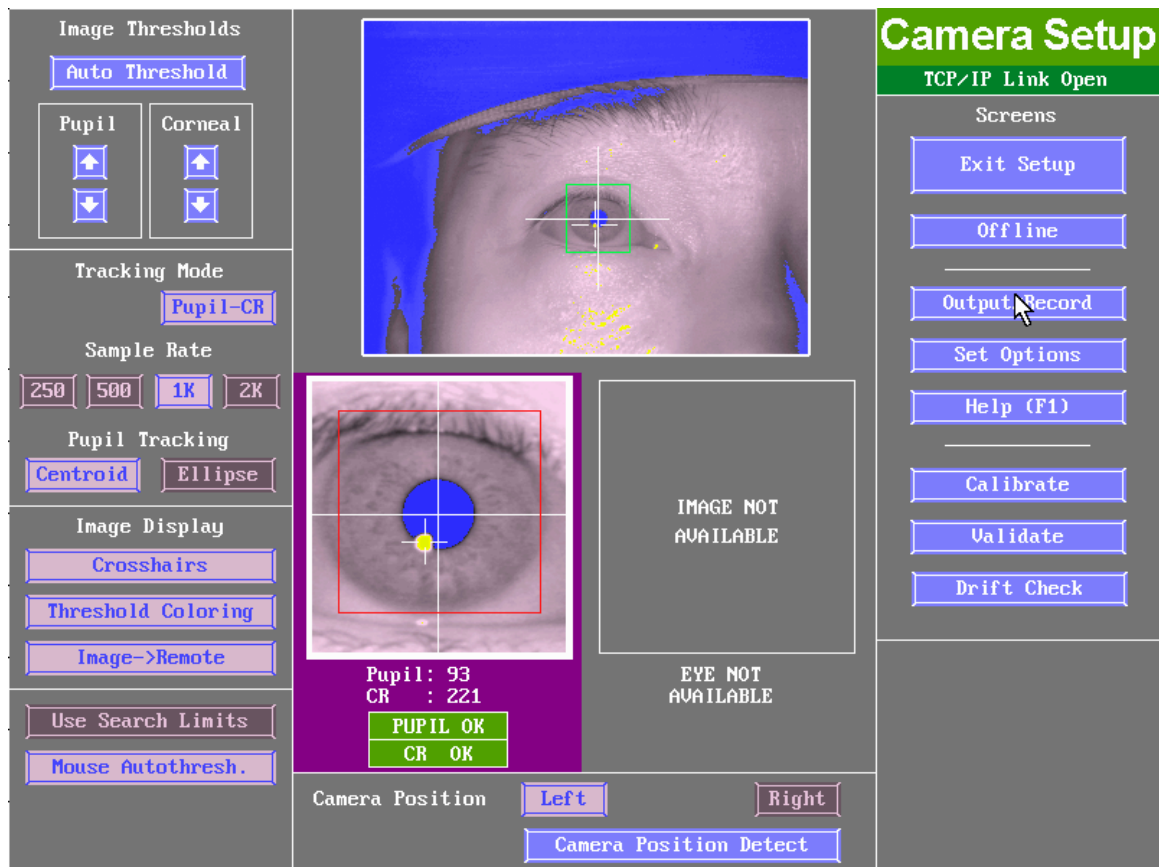 Image Thresholds
Auto Threshold
Pupil
Corneal
Tracking Mode
Pupil-CR
Sample Rate
250 500 1K 2K
Pupil Tracking
Centroid Ellipse
Image Display
Crosshairs
Threshold Coloring
Image->Remote
Use Search Limits
Mouse Autothresh.
Pupil: 93
CR : 221
PUPIL OK
CR OK
IMAGE NOT
AVAILABLE
EYE NOT
AVAILABLE
Camera Position Left Right
Camera Position Detect
Camera Setup
TCP/IP Link Open
Screens
Exit Setup
Offline
Output/Record
Set Options
Help (F1)
Calibrate
Validate
Drift Check